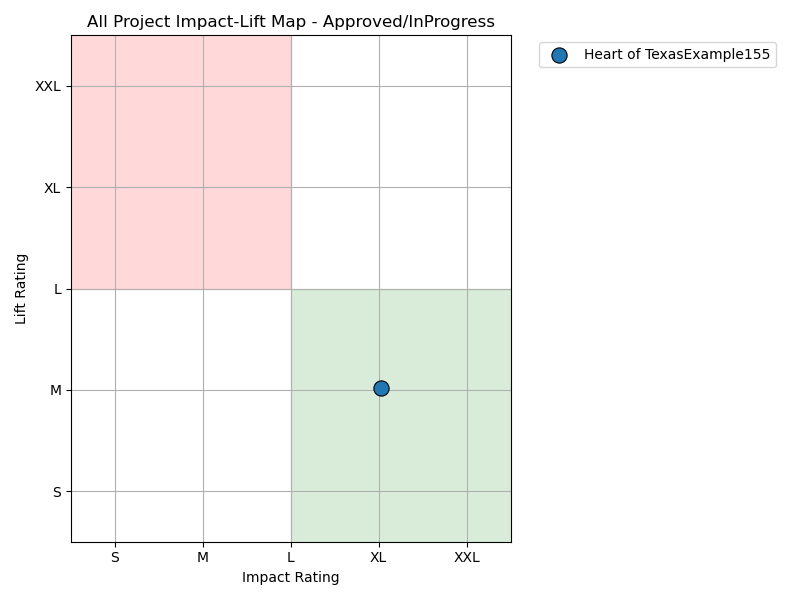 All Project Impact-Lift Map - Approved/InProgress
Heart of TexasExample155
XXL
XL
L
M
S
Lift Rating
S
M
L
XL
XXL
Impact Rating